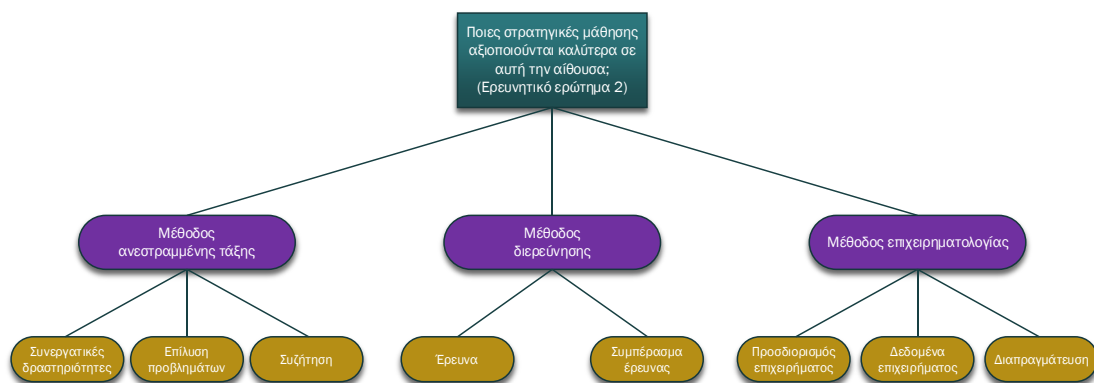 Ποιες στρατηγικές μάθησης
αξιοποιούνται καλύτερα σε
αυτή την αίθουσα;
(Ερευνητικό ερώτημα 2)
Μέθοδος
ανεστραμμένης τάξης
Μέθοδος
διερεύνησης
Μέθοδος επιχειρηματολογίας
Συνεργατικές
δραστηριότητες
Επίλυση
προβλημάτων
Συζήτηση
Έρευνα
Συμπέρασμα
έρευνας
Προσδιορισμός
επιχειρήματος
Δεδομένα
επιχειρήματος
Διαπραγμάτευση